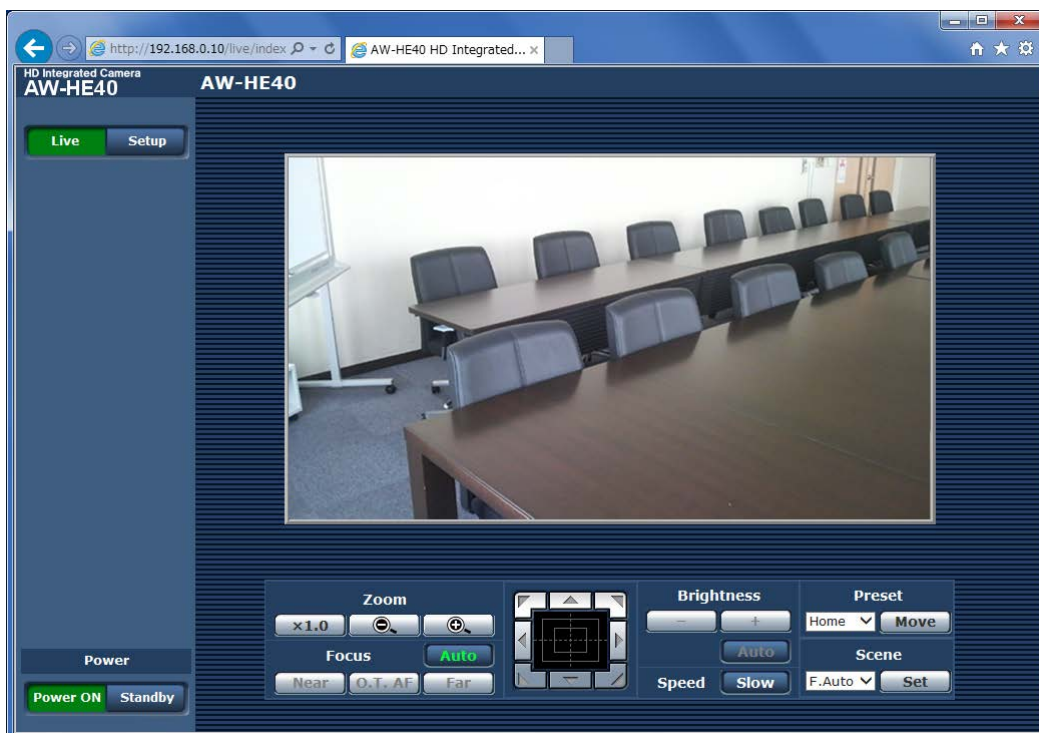 http://192.168.0.10/live/index
AW-HE40 HD Integrated...
HD Integrated Camera
AW-HE40
AW-HE40
Live Setup
Zoom
×1.0
Focus Auto
Near O.T. AF Far
Brightness
− +
Auto
Speed Slow
Preset
Home Move
Scene
F.Auto Set
Power
Power ON Standby